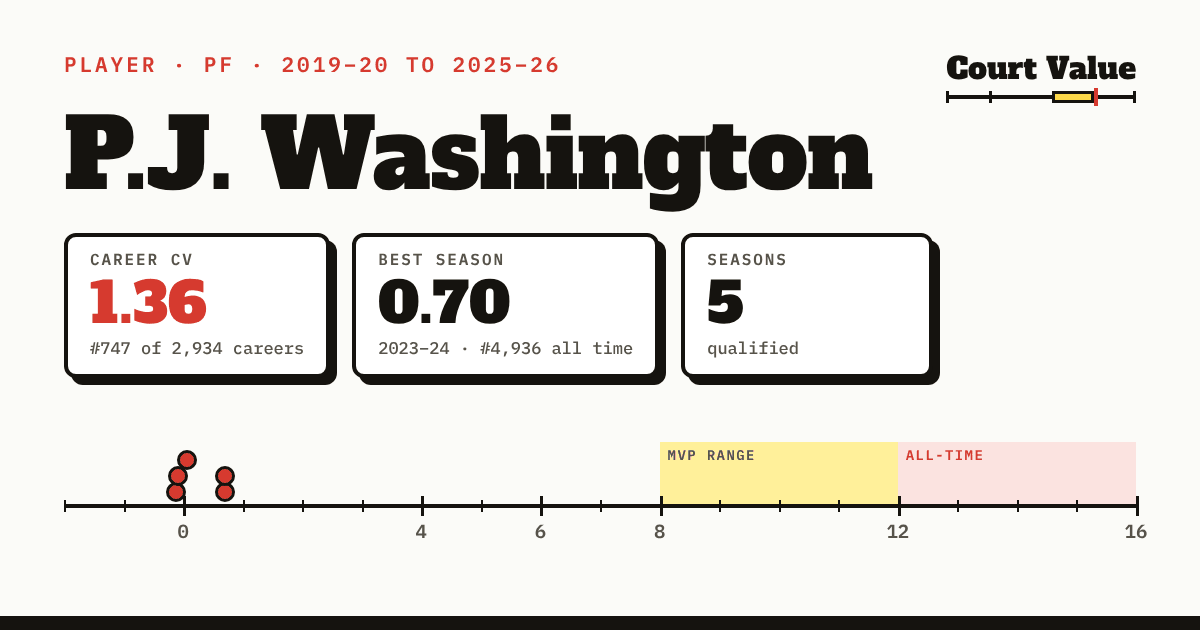 PLAYER · PF · 2019–20 TO 2025–26
Court Value
P.J. Washington
CAREER CV
1.36
#747 of 2,934 careers
BEST SEASON
0.70
2023–24 · #4,936 all time
SEASONS
5
qualified
MVP RANGE
ALL-TIME
0 4 6 8 12 16